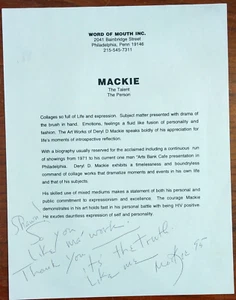 WORD OF MOUTH INC.
2041 Bainbridge Street
Philadelphia, Penn 19146
215-545-7311
MACKIE
The Talent
The Person
Collages so full of Life and expression. Subject matter presented with drama of
the brush in hand. Emotions, feelings a fluid like fusion of personality and
fashion. The Art Works of Deryl D Mackie speaks boldly of his appreciation for
life's moments of introspective reflection.
With a biography usually reserved for the acclaimed including a continuous run
of showings from 1971 to his current one man "Arts Bank Cafe presentation in
Philadelphia. Deryl D. Mackie exhibits a timelessness and boundryless
command of collage works that dramatize moments and events in his own life
and that of his subjects.
His skilled use of mixed mediums makes a statement of both his personal and
public commitment to expressionism and excellence. The courage Mackie
demonstrates in his art holds fast in his personal battle with being HIV positive
He exudes dauntless expression of self and personality.
So you
Like mo' work
Thank you it's the truth
Like me
Mackie 95